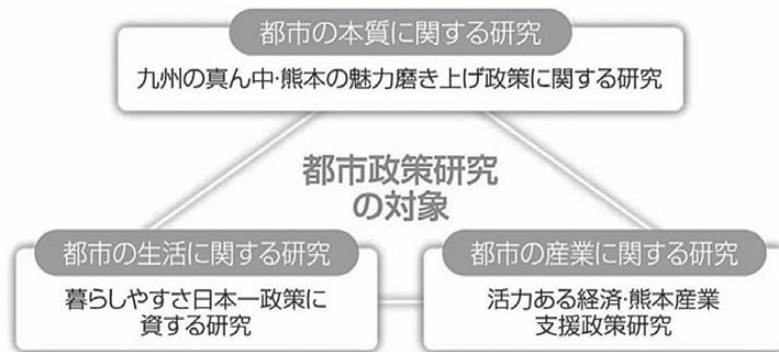 都市の本質に関する研究
九州の真ん中・熊本の魅力磨き上げ政策に関する研究
都市政策研究
の対象
都市の生活に関する研究
暮らしやすさ日本一政策に
資する研究
都市の産業に関する研究
活力ある経済・熊本産業
支援政策研究